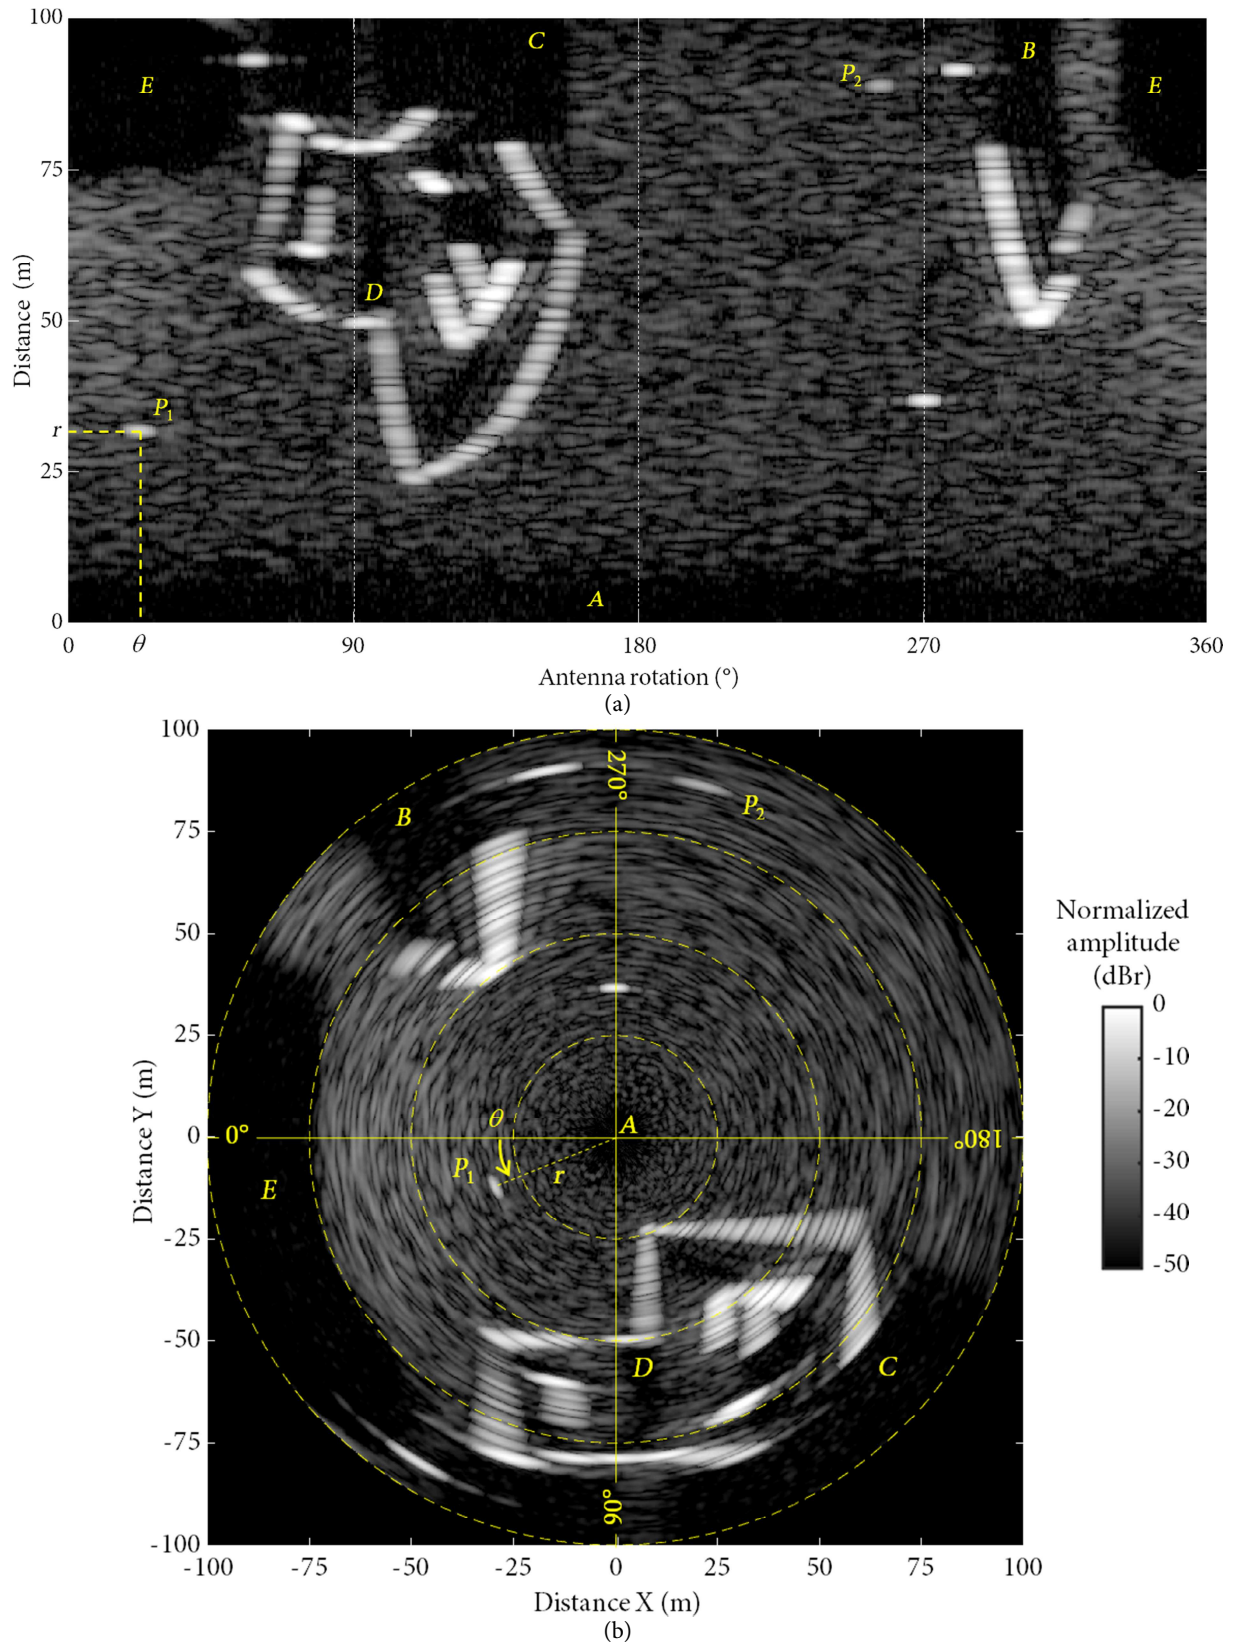 100
C
B
E
P2
E
75
Distance (m)
D
50
P1
r
25
A
0
0
θ
90
180
270
360
Antenna rotation (°)
(a)
100
270°
B
P2
75
Normalized
amplitude
(dBr)
50
0
-10
25
-20
Distance Y (m)
θ
A
-30
0
0°
180°
P1
r
E
-40
-25
-50
-50
D
C
-75
90°
-100
-100
-75
-50
-25
0
25
50
75
100
Distance X (m)
(b)